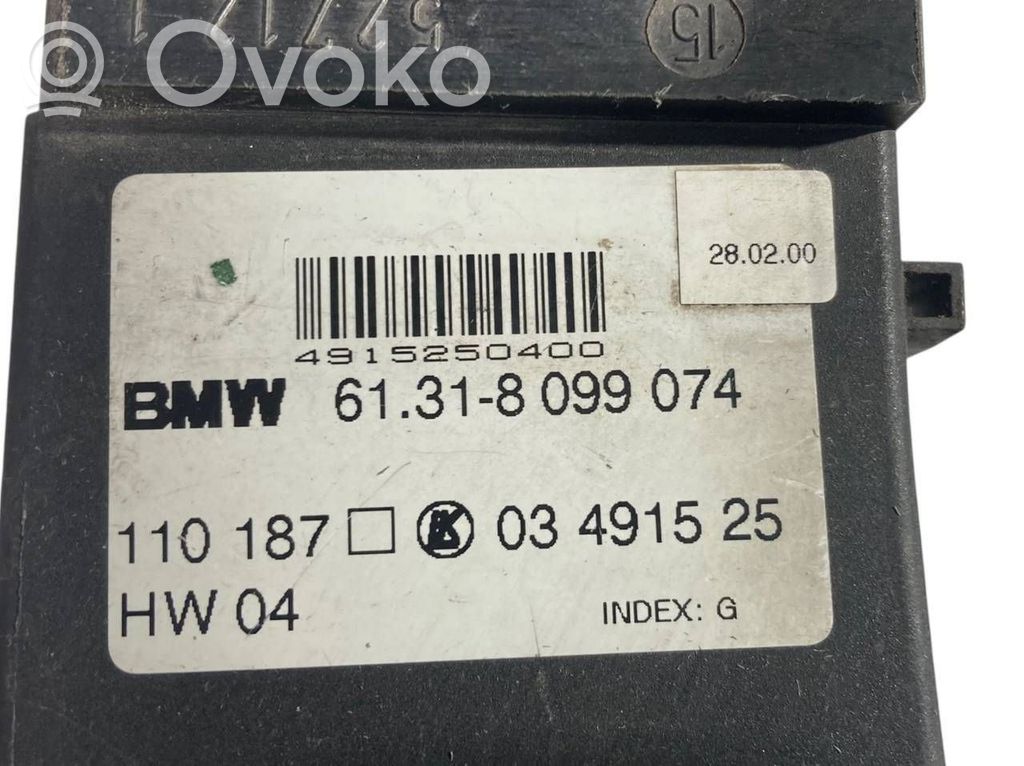 15
Ovoko
28.02.00
4915250400
BMW 61.31-8 099 074
110 187 03 4915 25
HW 04
INDEX: G